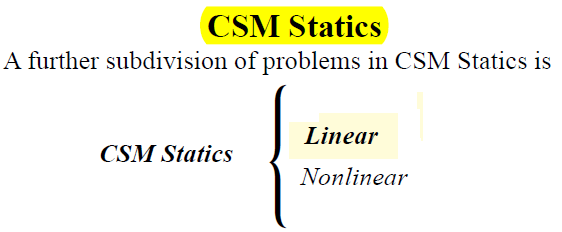 CSM Statics
A further subdivision of problems in CSM Statics is
Linear
CSM Statics
Nonlinear